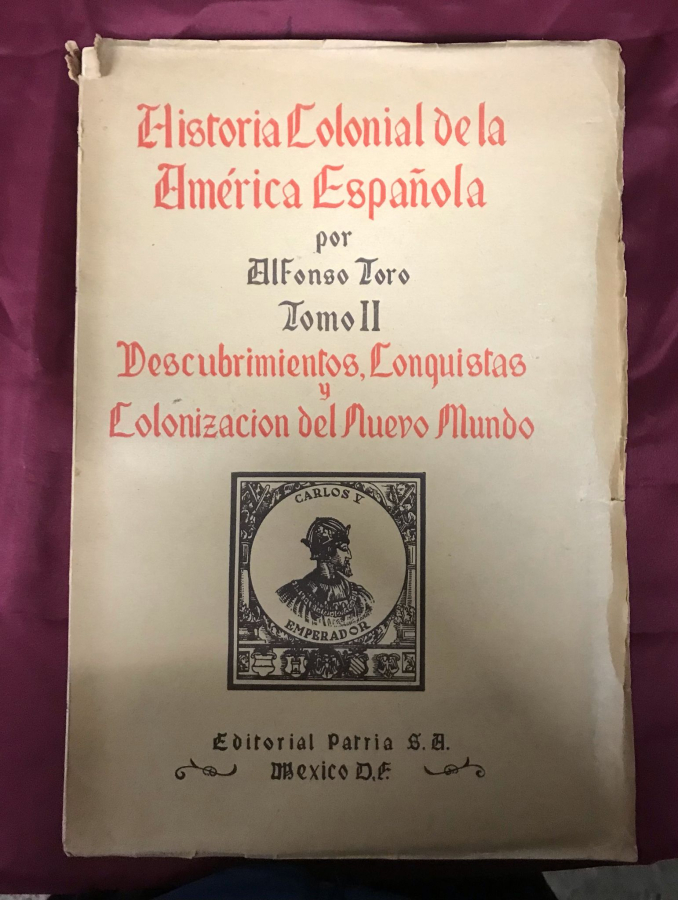 Historia Colonial de la
América Española
por
Alfonso Toro
Tomo II
Descubrimientos, Conquistas
y
Colonizacion del Nuevo Mundo
CARLOS V
EMPERADOR
Editorial Patria S. A.
Mexico D.F.